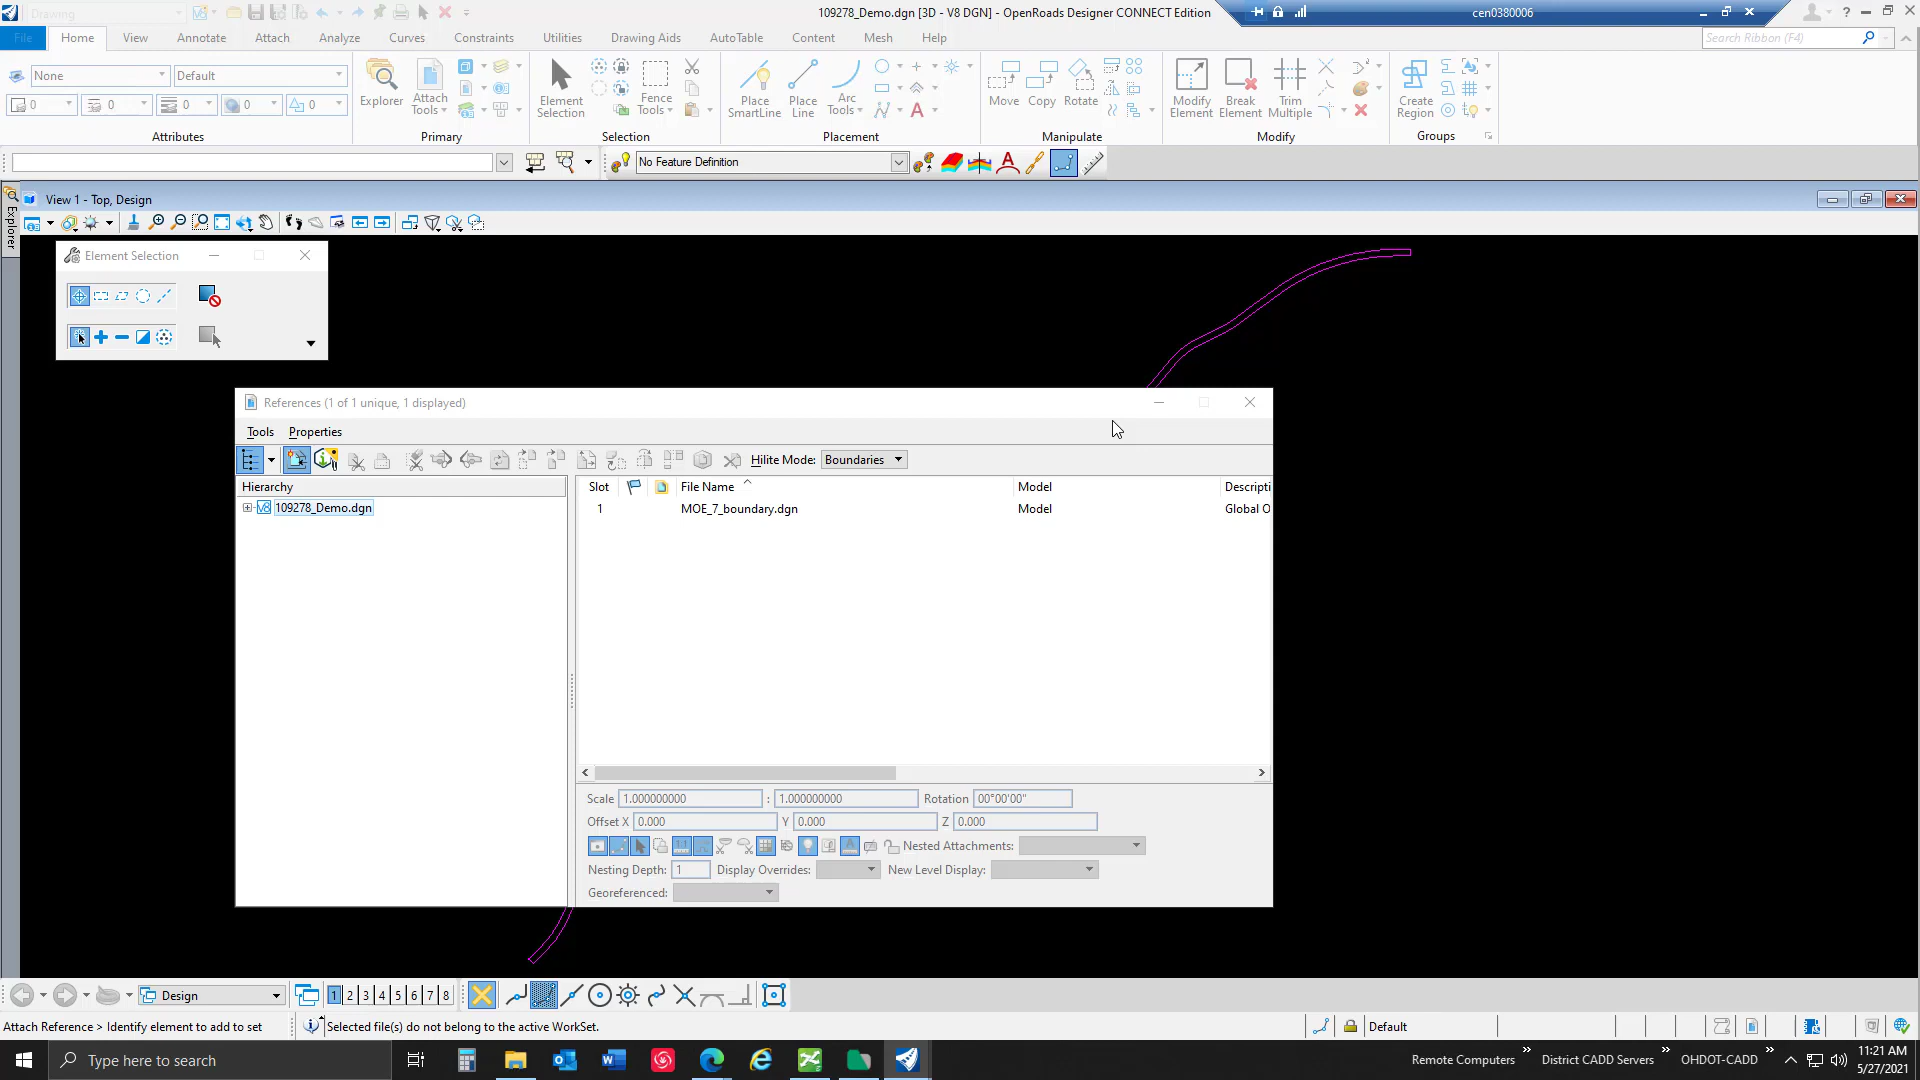 Drawing
109278_Demo.dgn [3D - V8 DGN] - OpenRoads Designer CONNECT Edition
cen0380006
File Home View Annotate Attach Analyze Curves Constraints Utilities Drawing Aids AutoTable Content Mesh Help
Search Ribbon (F4)
None Default
0 0 0 0 0
Attributes
Explorer
Attach Tools
Primary
Element Selection
Fence Tools
Selection
Place SmartLine
Place Line
Arc Tools
Placement
Move Copy Rotate
Manipulate
Modify Element
Break Element
Trim Multiple
Modify
Create Region
Groups
No Feature Definition
Explorer
View 1 - Top, Design
Element Selection
References (1 of 1 unique, 1 displayed)
Tools Properties
Hilite Mode: Boundaries
Hierarchy
109278_Demo.dgn
Slot File Name Model Descripti
1 MOE_7_boundary.dgn Model Global O
Scale 1.000000000 : 1.000000000 Rotation 00°00'00"
Offset X 0.000 Y 0.000 Z 0.000
Nested Attachments:
Nesting Depth: 1 Display Overrides: New Level Display:
Georeferenced:
Design 1 2 3 4 5 6 7 8
Attach Reference > Identify element to add to set
Selected file(s) do not belong to the active WorkSet.
Default
Type here to search
Remote Computers » District CADD Servers » OHDOT-CADD »
11:21 AM
5/27/2021